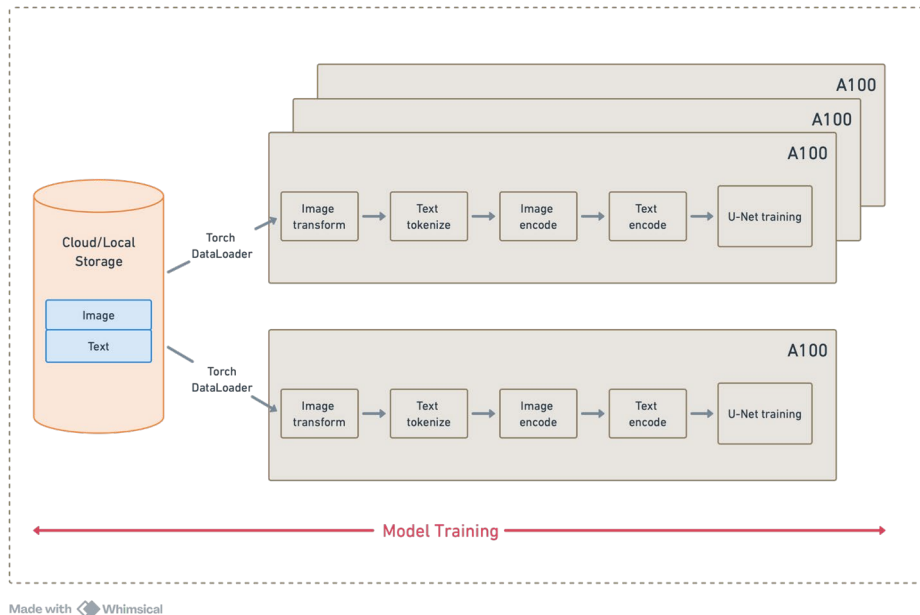 A100
A100
A100
Image
transform
Text
tokenize
Image
encode
Text
encode
U-Net training
Cloud/Local
Storage
Image
Text
Torch
DataLoader
Torch
DataLoader
A100
Image
transform
Text
tokenize
Image
encode
Text
encode
U-Net training
Model Training
Made with Whimsical